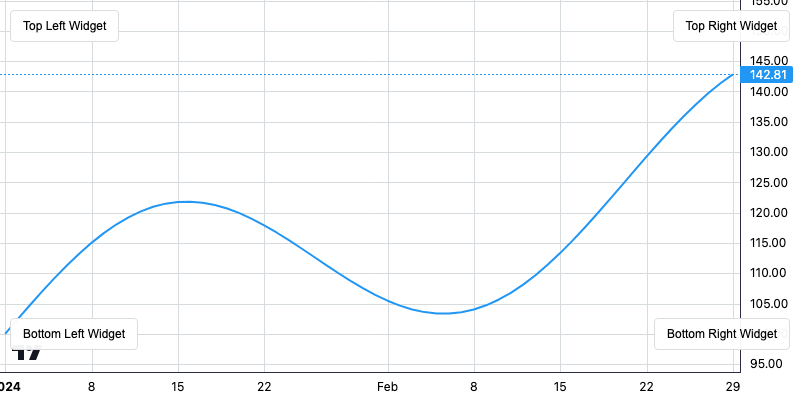 155.00
Top Left Widget
Top Right Widget
145.00
142.81
140.00
135.00
130.00
125.00
120.00
115.00
110.00
105.00
Bottom Left Widget
Bottom Right Widget
95.00
024 8 15 22 Feb 8 15 22 29